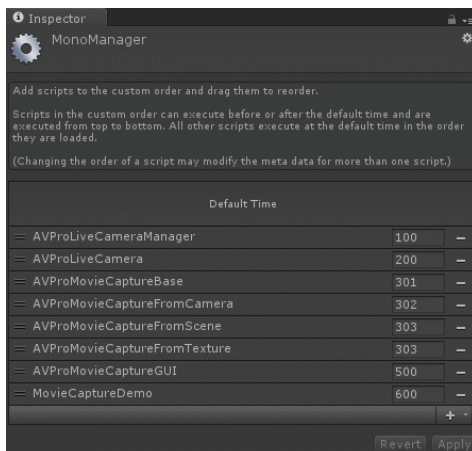 Inspector
MonoManager
Add scripts to the custom order and drag them to reorder.
Scripts in the custom order can execute before or after the default time and are
executed from top to bottom. All other scripts execute at the default time in the order
they are loaded.
(Changing the order of a script may modify the meta data for more than one script.)
Default Time
AVProLiveCameraManager 100
AVProLiveCamera 200
AVProMovieCaptureBase 301
AVProMovieCaptureFromCamera 302
AVProMovieCaptureFromScene 303
AVProMovieCaptureFromTexture 303
AVProMovieCaptureGUI 500
MovieCaptureDemo 600
Revert Apply